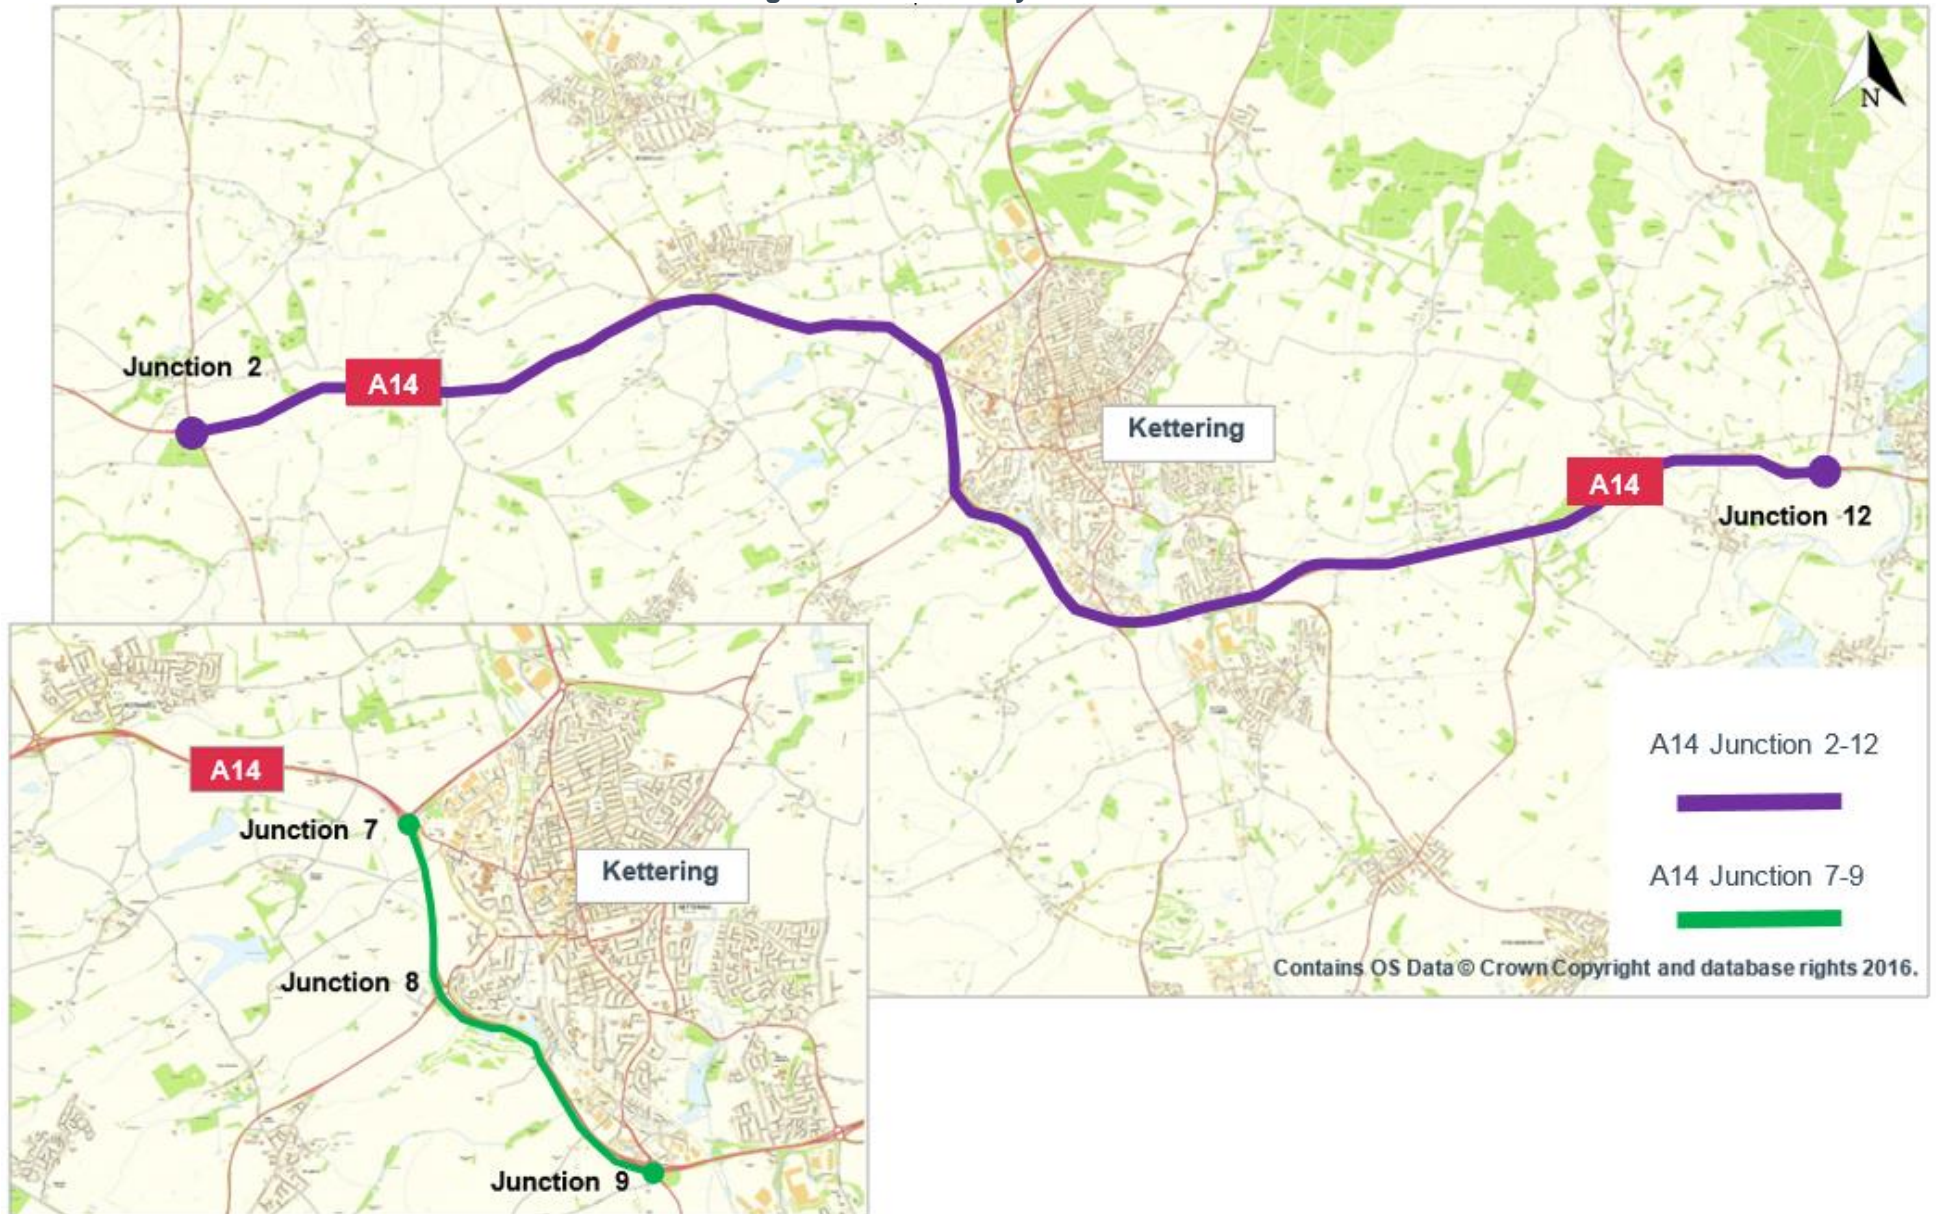 N
Junction 2
A14
Kettering
A14
Junction 12
A14
Junction 7
Kettering
Junction 8
Junction 9
A14 Junction 2-12
A14 Junction 7-9
Contains OS Data © Crown Copyright and database rights 2016.